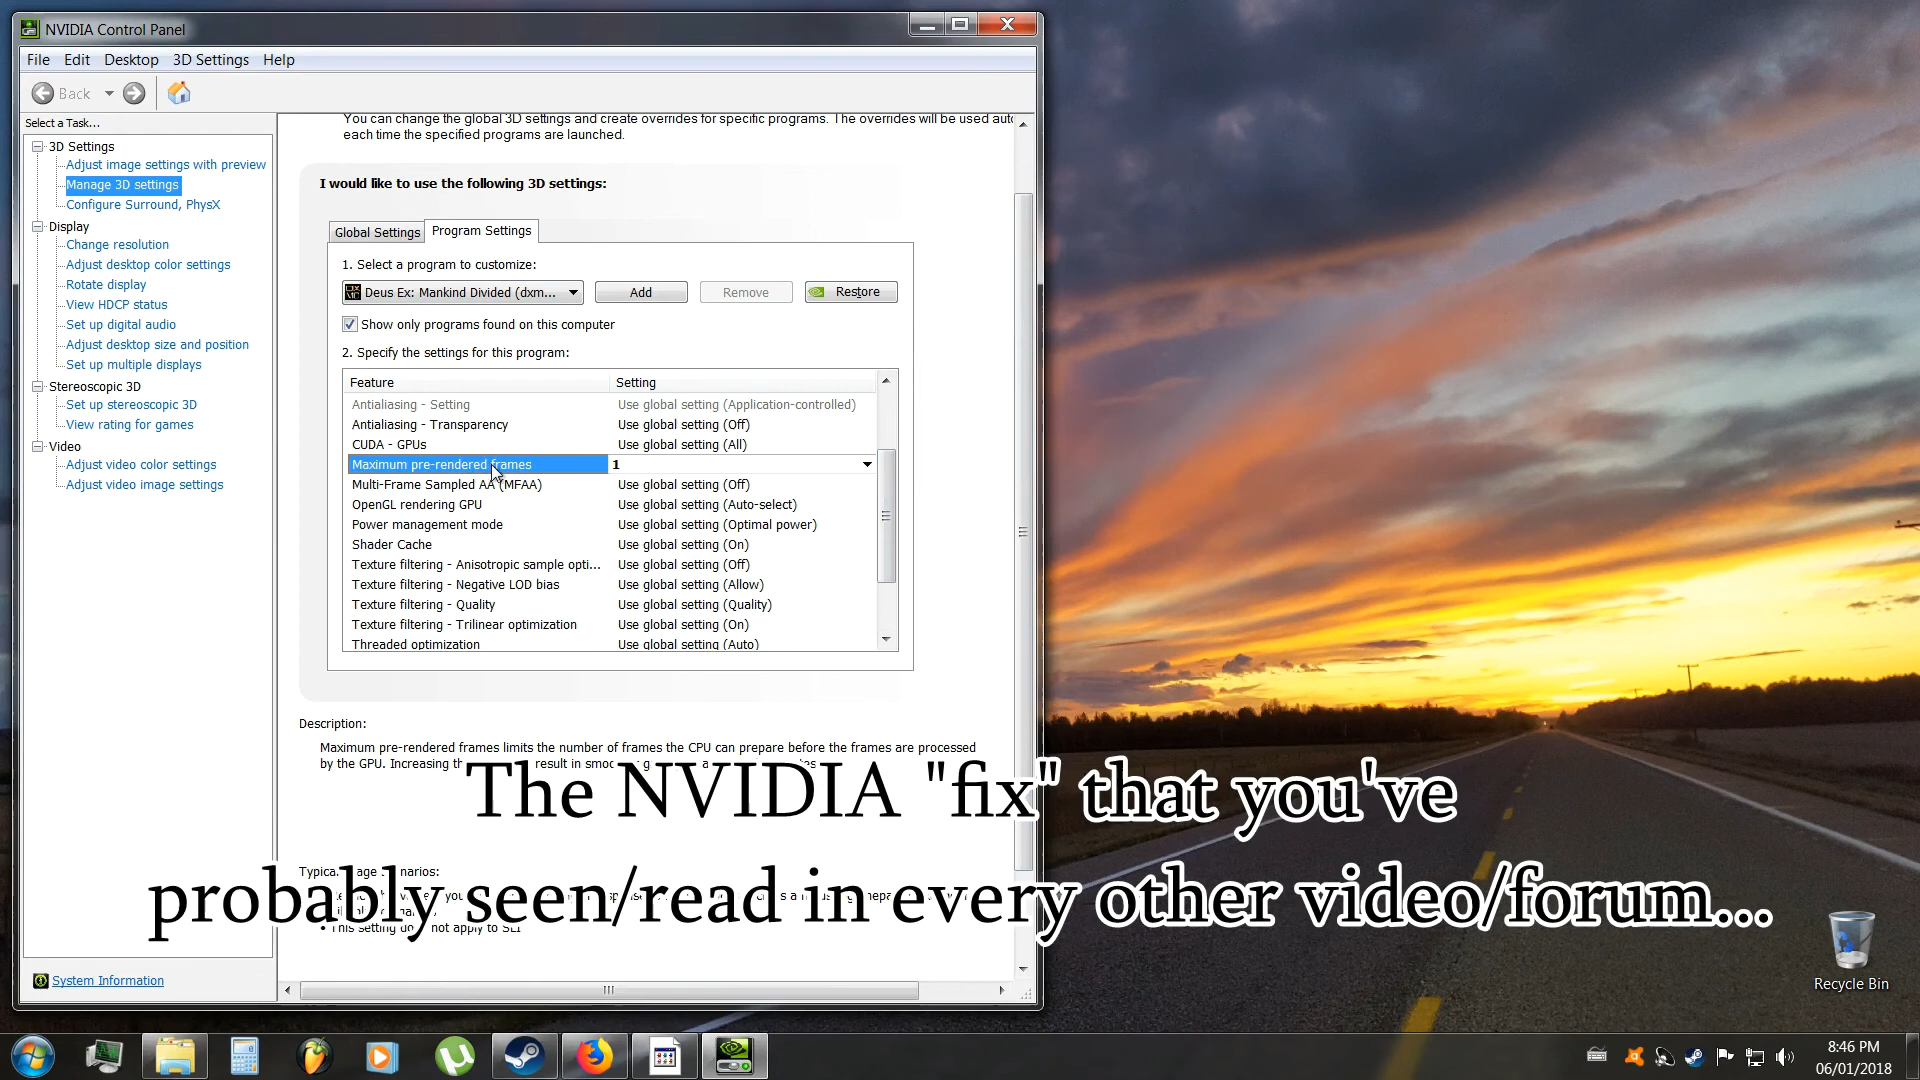 NVIDIA Control Panel
File Edit Desktop 3D Settings Help
Back
Select a Task...
3D Settings
Adjust image settings with preview
Manage 3D settings
Configure Surround, PhysX
Display
Change resolution
Adjust desktop color settings
Rotate display
View HDCP status
Set up digital audio
Adjust desktop size and position
Set up multiple displays
Stereoscopic 3D
Set up stereoscopic 3D
View rating for games
Video
Adjust video color settings
Adjust video image settings
System Information
You can change the global 3D settings and create overrides for specific programs. The overrides will be used
each time the specified programs are launched.
I would like to use the following 3D settings:
Global Settings Program Settings
1. Select a program to customize:
Deus Ex: Mankind Divided (dxm... Add Remove Restore
Show only programs found on this computer
2. Specify the settings for this program:
Feature Setting
Antialiasing - Setting Use global setting (Application-controlled)
Antialiasing - Transparency Use global setting (Off)
CUDA - GPUs Use global setting (All)
Maximum pre-rendered frames 1
Multi-Frame Sampled AA (MFAA) Use global setting (Off)
OpenGL rendering GPU Use global setting (Auto-select)
Power management mode Use global setting (Optimal power)
Shader Cache Use global setting (On)
Texture filtering - Anisotropic sample opti... Use global setting (Off)
Texture filtering - Negative LOD bias Use global setting (Allow)
Texture filtering - Quality Use global setting (Quality)
Texture filtering - Trilinear optimization Use global setting (On)
Threaded optimization Use global setting (Auto)
Description:
Maximum pre-rendered frames limits the number of frames the CPU can prepare before the frames are processed
by the GPU. Increasing result in
The NVIDIA "fix" that you've
probably seen/read in every other video/forum...
This setting not apply to SLI
Recycle Bin
8:46 PM
06/01/2018